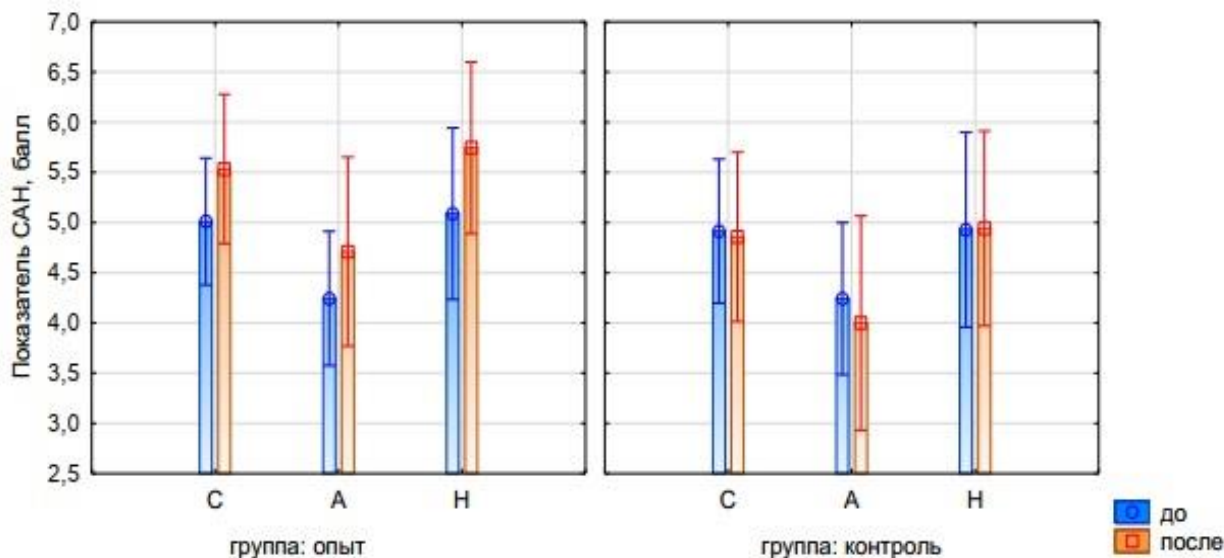 Показатель САН, балл
7,0
6,5
6,0
5,5
5,0
4,5
4,0
3,5
3,0
2,5
С А Н
С А Н
группа: опыт
группа: контроль
до
после